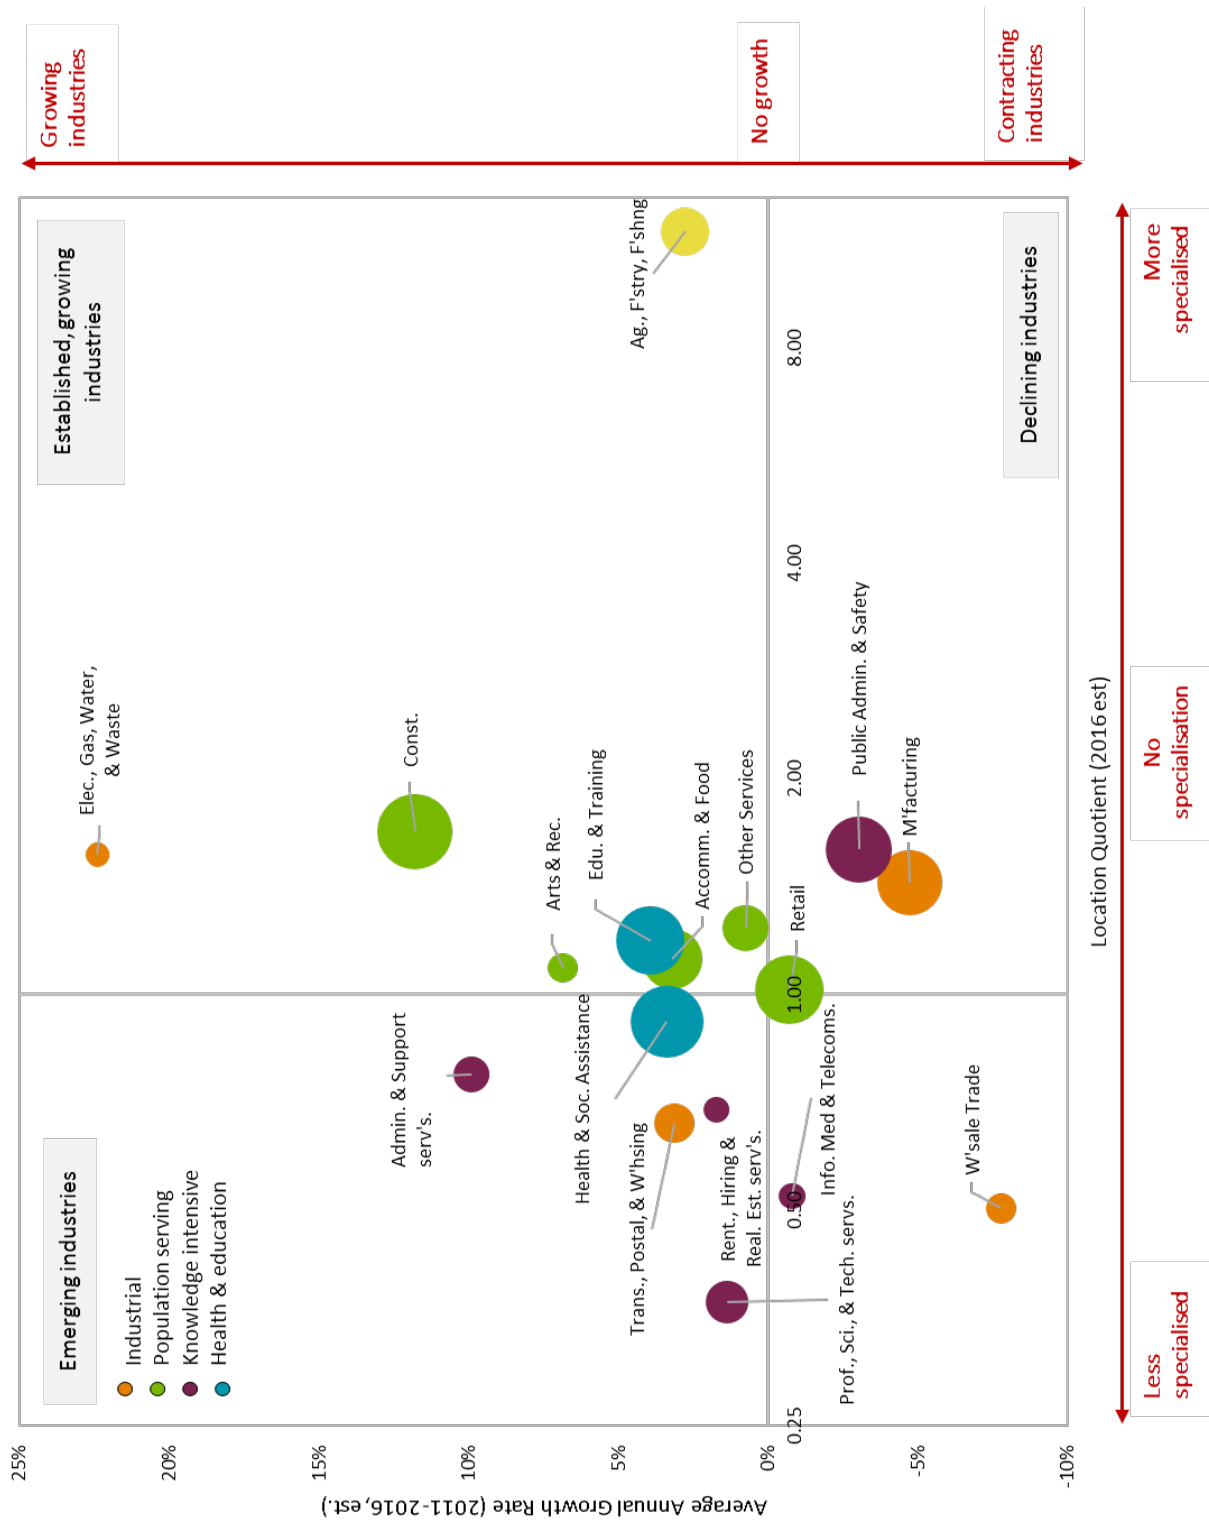 Growing
industries
No growth
Contracting
industries
Established, growing
industries
Emerging industries
Declining industries
Industrial
Population serving
Knowledge intensive
Health & education
Elec., Gas, Water,
& Waste
Const.
Arts & Rec.
Edu. & Training
Accomm. & Food
Other Services
Retail
Public Admin. & Safety
M'facturing
Ag., F'stry, F'shng
Admin. & Support
serv's.
Health & Soc. Assistance
Trans., Postal, & W'hsing
Rent., Hiring &
Real. Est. serv's.
Info. Med & Telecoms.
Prof., Sci., & Tech. servs.
W'sale Trade
25%
20%
15%
10%
5%
0%
-5%
-10%
Average Annual Growth Rate (2011-2016, est.)
0.25
0.50
1.00
2.00
4.00
8.00
Location Quotient (2016 est)
Less
specialised
No
specialisation
More
specialised